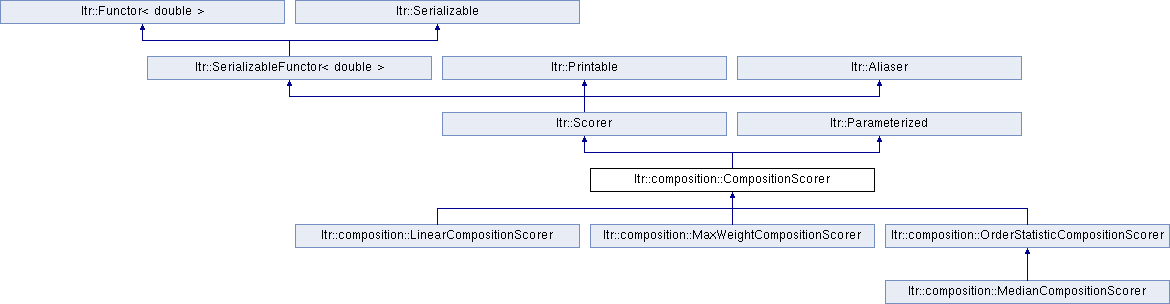 ltr::Functor< double >
ltr::Serializable
ltr::SerializableFunctor< double >
ltr::Printable
ltr::Aliaser
ltr::Scorer
ltr::Parameterized
ltr::composition::CompositionScorer
ltr::composition::LinearCompositionScorer
ltr::composition::MaxWeightCompositionScorer
ltr::composition::OrderStatisticCompositionScorer
ltr::composition::MedianCompositionScorer